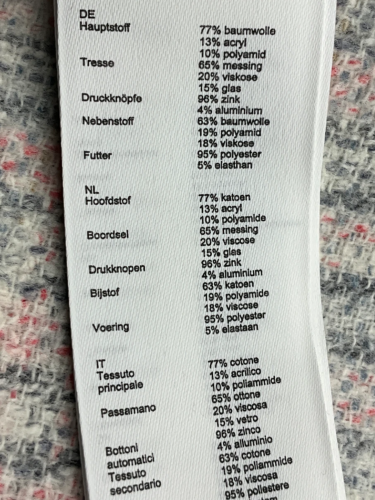 DE
Hauptstoff 77% baumwolle
13% acryl
10% polyamid
Tresse 65% messing
20% viskose
15% glas
Druckknöpfe 96% zink
4% aluminium
Nebenstoff 63% baumwolle
19% polyamid
18% viskose
Futter 95% polyester
5% elasthan
NL
Hoofdstof 77% katoen
13% acryl
10% polyamide
Boordsel 65% messing
20% viscose
15% glas
Drukknopen 96% zink
4% aluminium
Bijstof 63% katoen
19% polyamide
18% viscose
Voering 95% polyester
5% elastaan
IT
Tessuto 77% cotone
principale 13% acrilico
10% poliammide
Passamano 65% ottone
20% viscosa
15% vetro
Bottoni 96% zinco
automatici 4% alluminio
Tessuto 63% cotone
secondario 19% poliammide
18% viscosa
95% poliestere